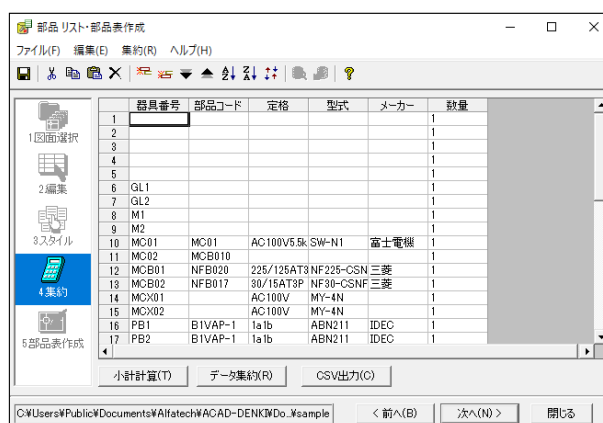 部品リスト・部品表作成
ファイル(F) 編集(E) 集約(R) ヘルプ(H)
器具番号 部品コード 定格 型式 メーカー 数量
1 1
2 1
3 1
4 1
5 1
6 GL1 1
7 GL2 1
8 M1 1
9 M2 1
10 MC01 MC01 AC100V5.5k SW-N1 富士電機 1
11 MC02 MCB010 1
12 MCB01 NFB020 225/125AT3 NF225-CSN 三菱 1
13 MCB02 NFB017 30/15AT3P NF30-CSNF 三菱 1
14 MCX01 AC100V MY-4N 1
15 MCX02 AC100V MY-4N 1
16 PB1 B1VAP-1 1a1b ABN211 IDEC 1
17 PB2 B1VAP-1 1a1b ABN211 IDEC 1
1図面選択
2編集
3スタイル
4集約
5部品表作成
小計計算(T) データ集約(R) CSV出力(C)
C:¥Users¥Public¥Documents¥Alfatech¥ACAD-DENKI¥Do..¥sample < 前へ(B) 次へ(N) > 閉じる